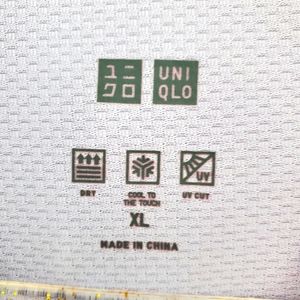 ユニ
クロ
UNI
QLO
UV
DRY
COOL TO
THE TOUCH
UV CUT
XL
MADE IN CHINA